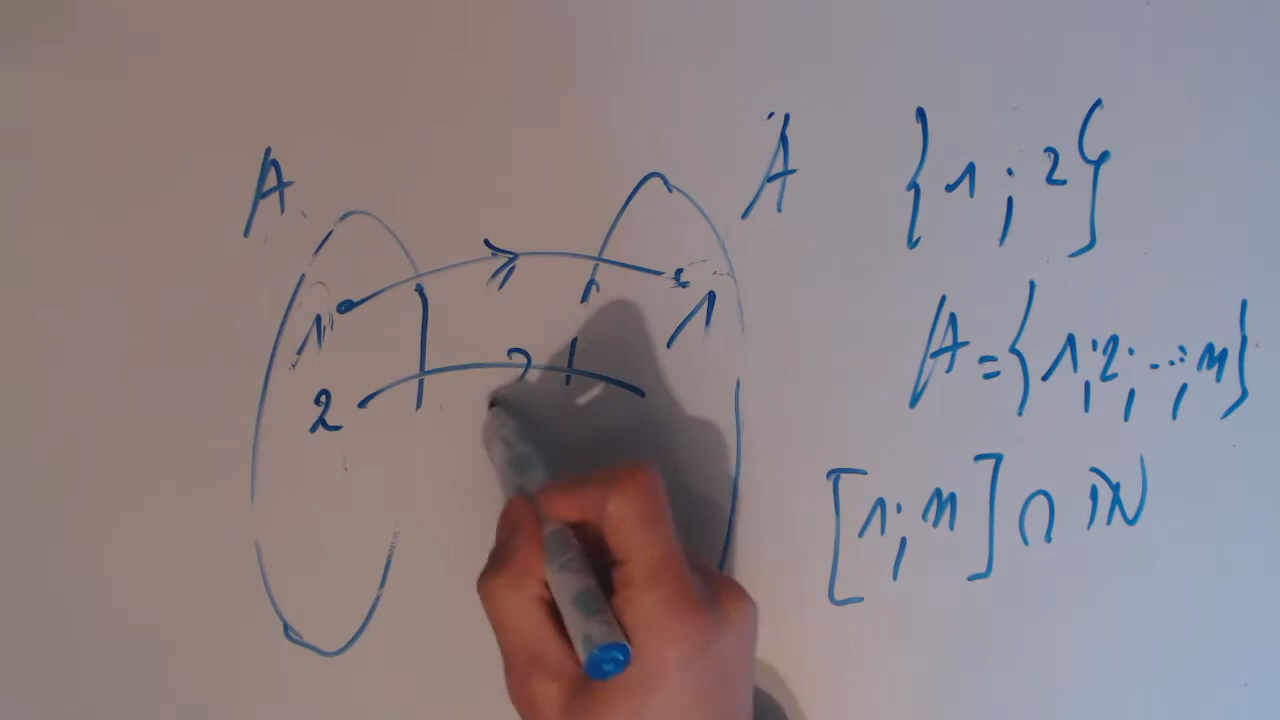 A A {1;2}
1 1
2
A={1;2;...;n}
[1;n]∩ℕ